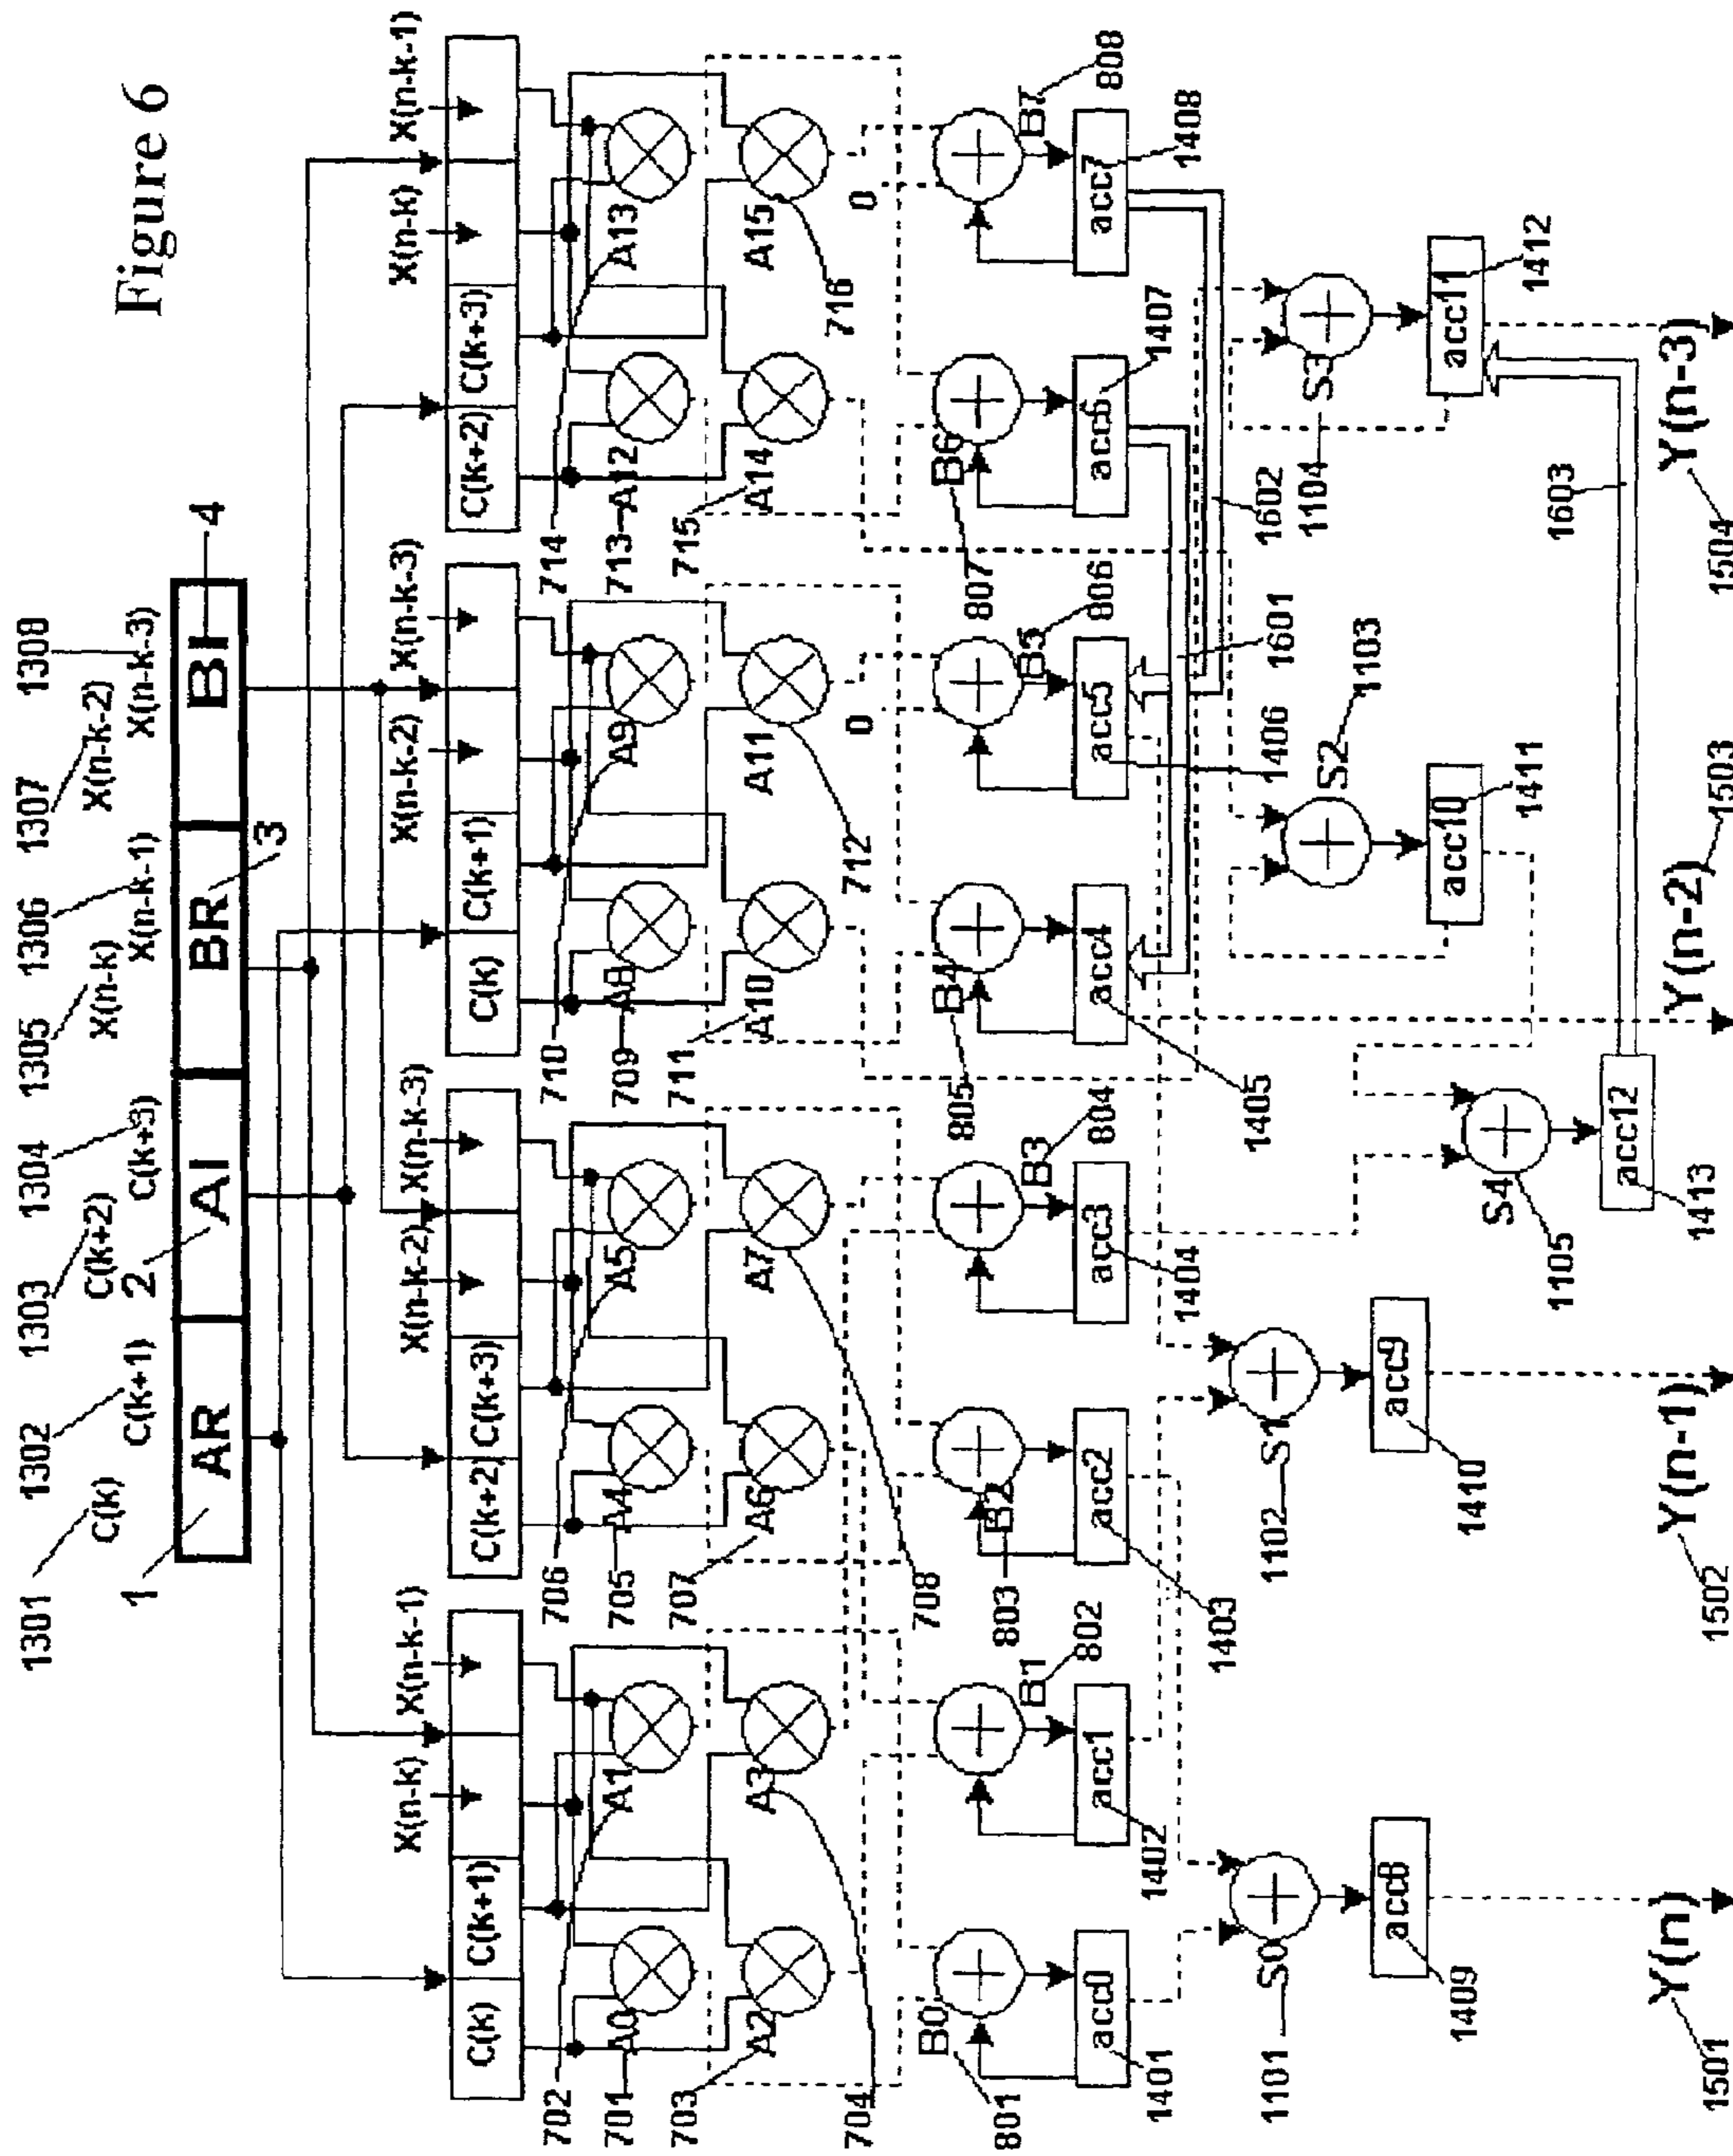 Figure 6
1301 1302 1303 1304 1305 1306 1307 1308
C(k) C(k+1) C(k+2) C(k+3) X(n-k) X(n-k-1) X(n-k-2) X(n-k-3)
1 2 3 4
AR AI BR BI
X(n-k) X(n-k-1) X(n-k-2) X(n-k-3) X(n-k-2) X(n-k-3) X(n-k) X(n-k-1)
C(k) C(k+1) C(k+2) C(k+3) C(k) C(k+1) C(k+2) C(k+3)
702 706 710 714
701 A0 A1 705 A4 A5 709 A8 A9 713 A12 A13
703 A2 A3 707 A6 A7 711 A10 A11 715 A14 A15
704 708 712 716
0 0
801 B0 B1 802 803 B2 B3 804 805 B4 B5 806 807 B6 B7 808
acc0 acc1 acc2 acc3 acc4 acc5 acc6 acc7
1401 1402 1403 1404 1405 1406 1407 1408
1601 1602
1101 S0 1102 S1 S2 1103 1104 S3
acc8 acc9 acc10 acc11
1409 1410 1411 1412
S4 1105
acc12
1413
1603
Y(n) Y(n-1) Y(n-2) Y(n-3)
1501 1502 1503 1504